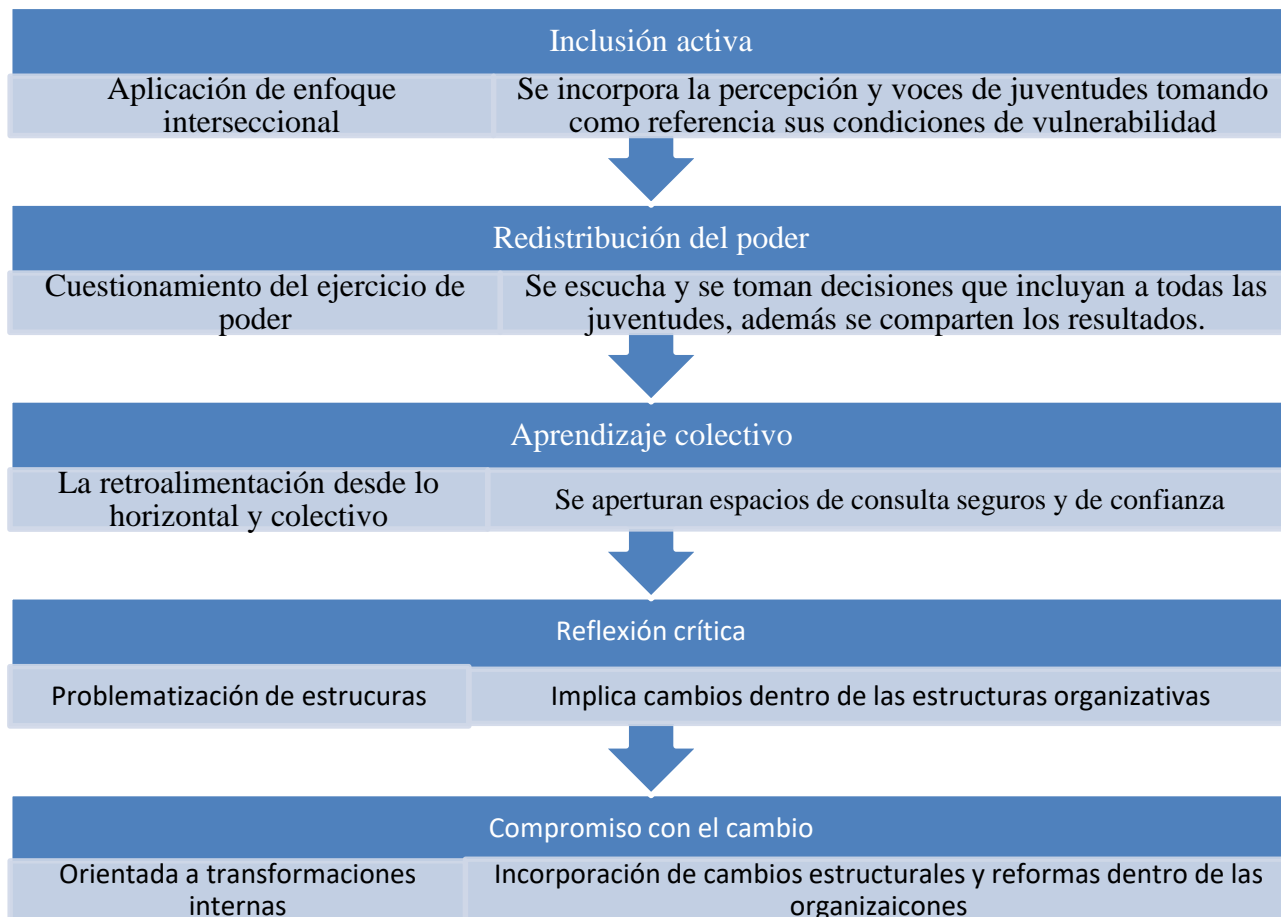 Inclusión activa
Aplicación de enfoque
interseccional
Se incorpora la percepción y voces de juventudes tomando
como referencia sus condiciones de vulnerabilidad
Redistribución del poder
Cuestionamiento del ejercicio de
poder
Se escucha y se toman decisiones que incluyan a todas las
juventudes, además se comparten los resultados.
Aprendizaje colectivo
La retroalimentación desde lo
horizontal y colectivo
Se aperturan espacios de consulta seguros y de confianza
Reflexión crítica
Problematización de estrucuras
Implica cambios dentro de las estructuras organizativas
Compromiso con el cambio
Orientada a transformaciones
internas
Incorporación de cambios estructurales y reformas dentro de las
organizaicones